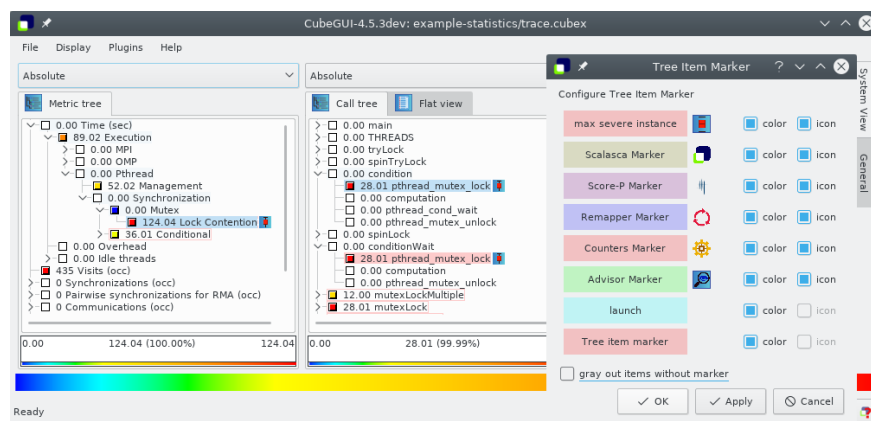 CubeGUI-4.5.3dev: example-statistics/trace.cubex
File Display Plugins Help
Absolute
Absolute
Metric tree
Call tree
Flat view
0.00 Time (sec)
89.02 Execution
0.00 MPI
0.00 OMP
0.00 Pthread
52.02 Management
0.00 Synchronization
0.00 Mutex
124.04 Lock Contention
36.01 Conditional
0.00 Overhead
0.00 Idle threads
435 Visits (occ)
0 Synchronizations (occ)
0 Pairwise synchronizations for RMA (occ)
0 Communications (occ)
0.00 124.04 (100.00%) 124.04
0.00 main
0.00 THREADS
0.00 tryLock
0.00 spinTryLock
0.00 condition
28.01 pthread_mutex_lock
0.00 computation
0.00 pthread_cond_wait
0.00 pthread_mutex_unlock
0.00 spinLock
0.00 conditionWait
28.01 pthread_mutex_lock
0.00 computation
0.00 pthread_mutex_unlock
12.00 mutexLockMultiple
28.01 mutexLock
0.00 28.01 (99.99%)
Tree Item Marker
Configure Tree Item Marker
max severe instance color icon
Scalasca Marker color icon
Score-P Marker color icon
Remapper Marker color icon
Counters Marker color icon
Advisor Marker color icon
launch color icon
Tree item marker color icon
gray out items without marker
OK Apply Cancel
System View
General
Ready